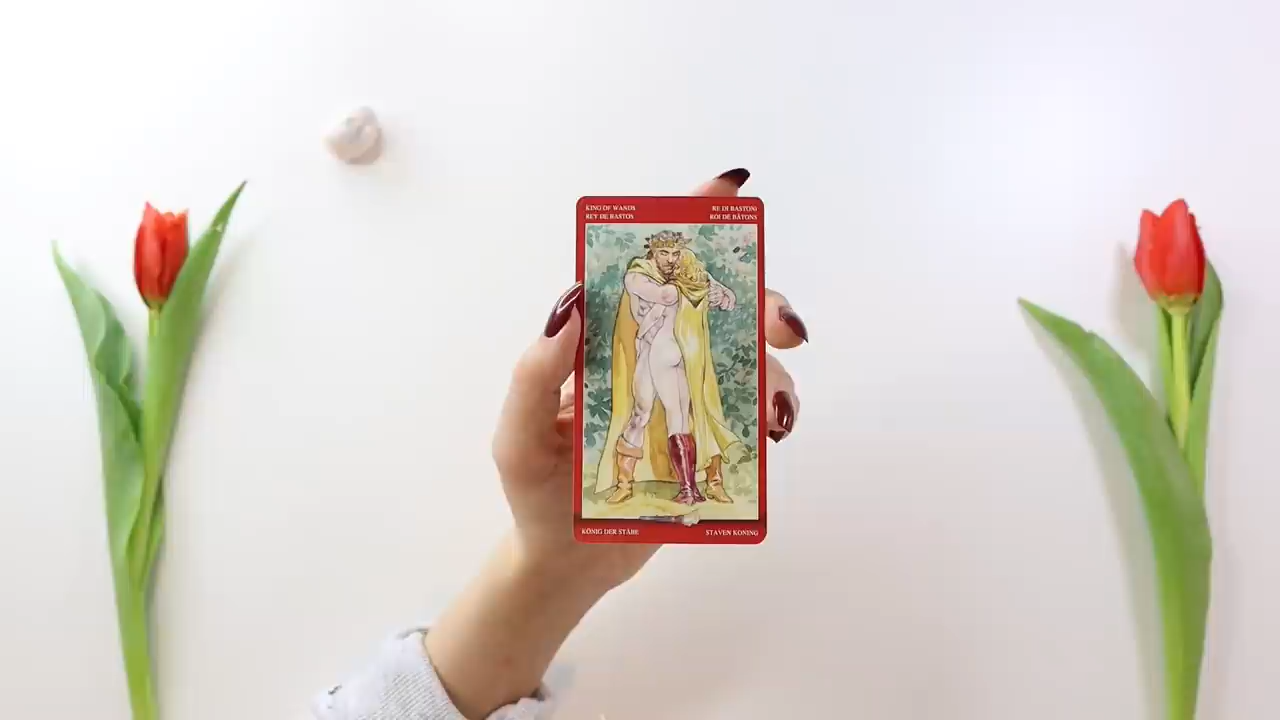 KING OF WANDS
REY DE BASTOS
RE DI BASTONI
ROI DE BÂTONS
KÖNIG DER STÄBE
STAVEN KONING